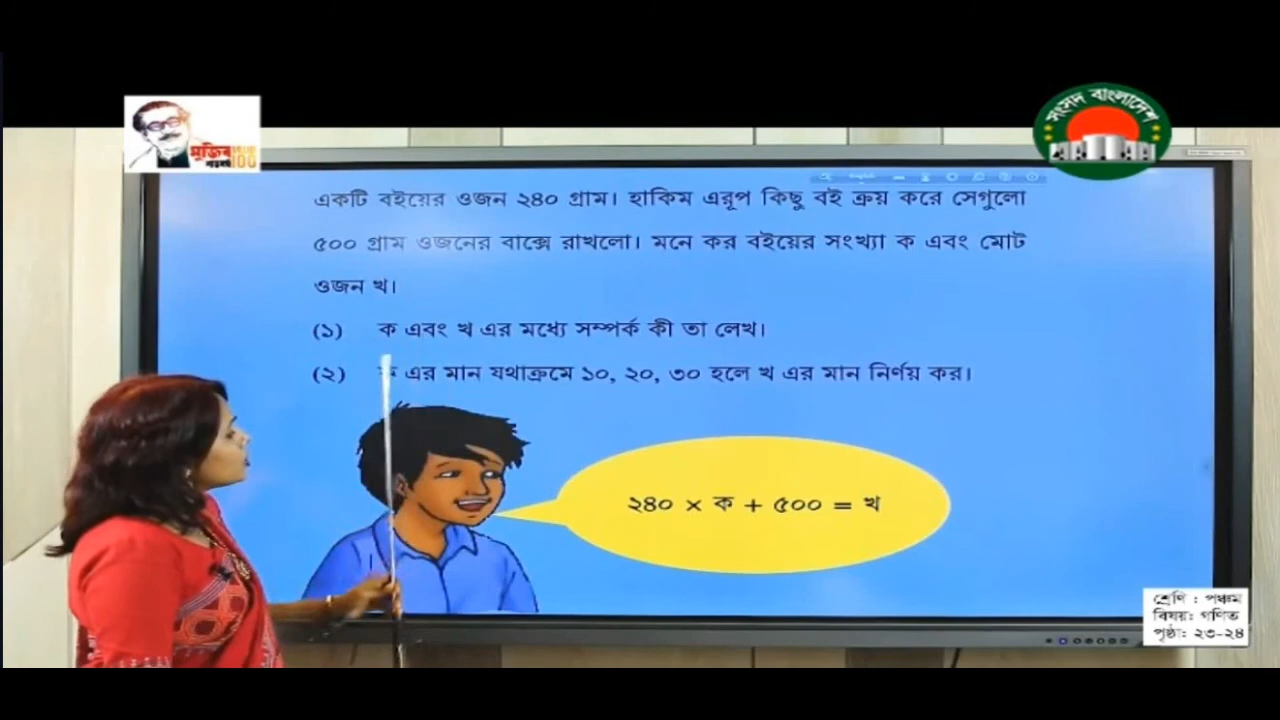 সংসদ বাংলাদেশ
মুজিব
100
একটি বইয়ের ওজন ২৪০ গ্রাম। হাকিম এরূপ কিছু বই ক্রয় করে সেগুলো
৫০০ গ্রাম ওজনের বাক্সে রাখলো। মনে কর বইয়ের সংখ্যা ক এবং মোট
ওজন খ।
(১) ক এবং খ এর মধ্যে সম্পর্ক কী তা লেখ।
(২) ক এর মান যথাক্রমে ১০, ২০, ৩০ হলে খ এর মান নির্ণয় কর।
২৪০ × ক + ৫০০ = খ
শ্রেণি : পঞ্চম
বিষয়: গণিত
পৃষ্ঠা: ২৩-২৪